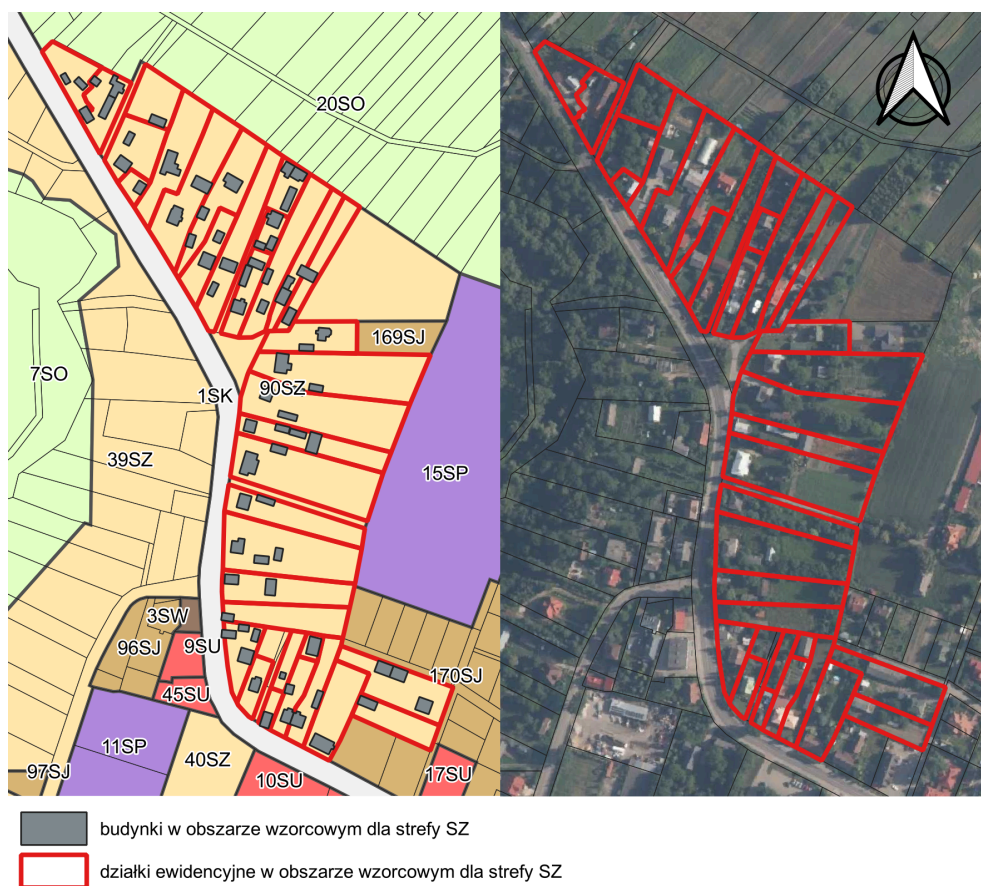 20SO
169SJ
7SO
1SK
90SZ
39SZ
15SP
3SW
96SJ
9SU
170SJ
45SU
11SP
40SZ
97SJ
10SU
17SU
budynki w obszarze wzorcowym dla strefy SZ
działki ewidencyjne w obszarze wzorcowym dla strefy SZ